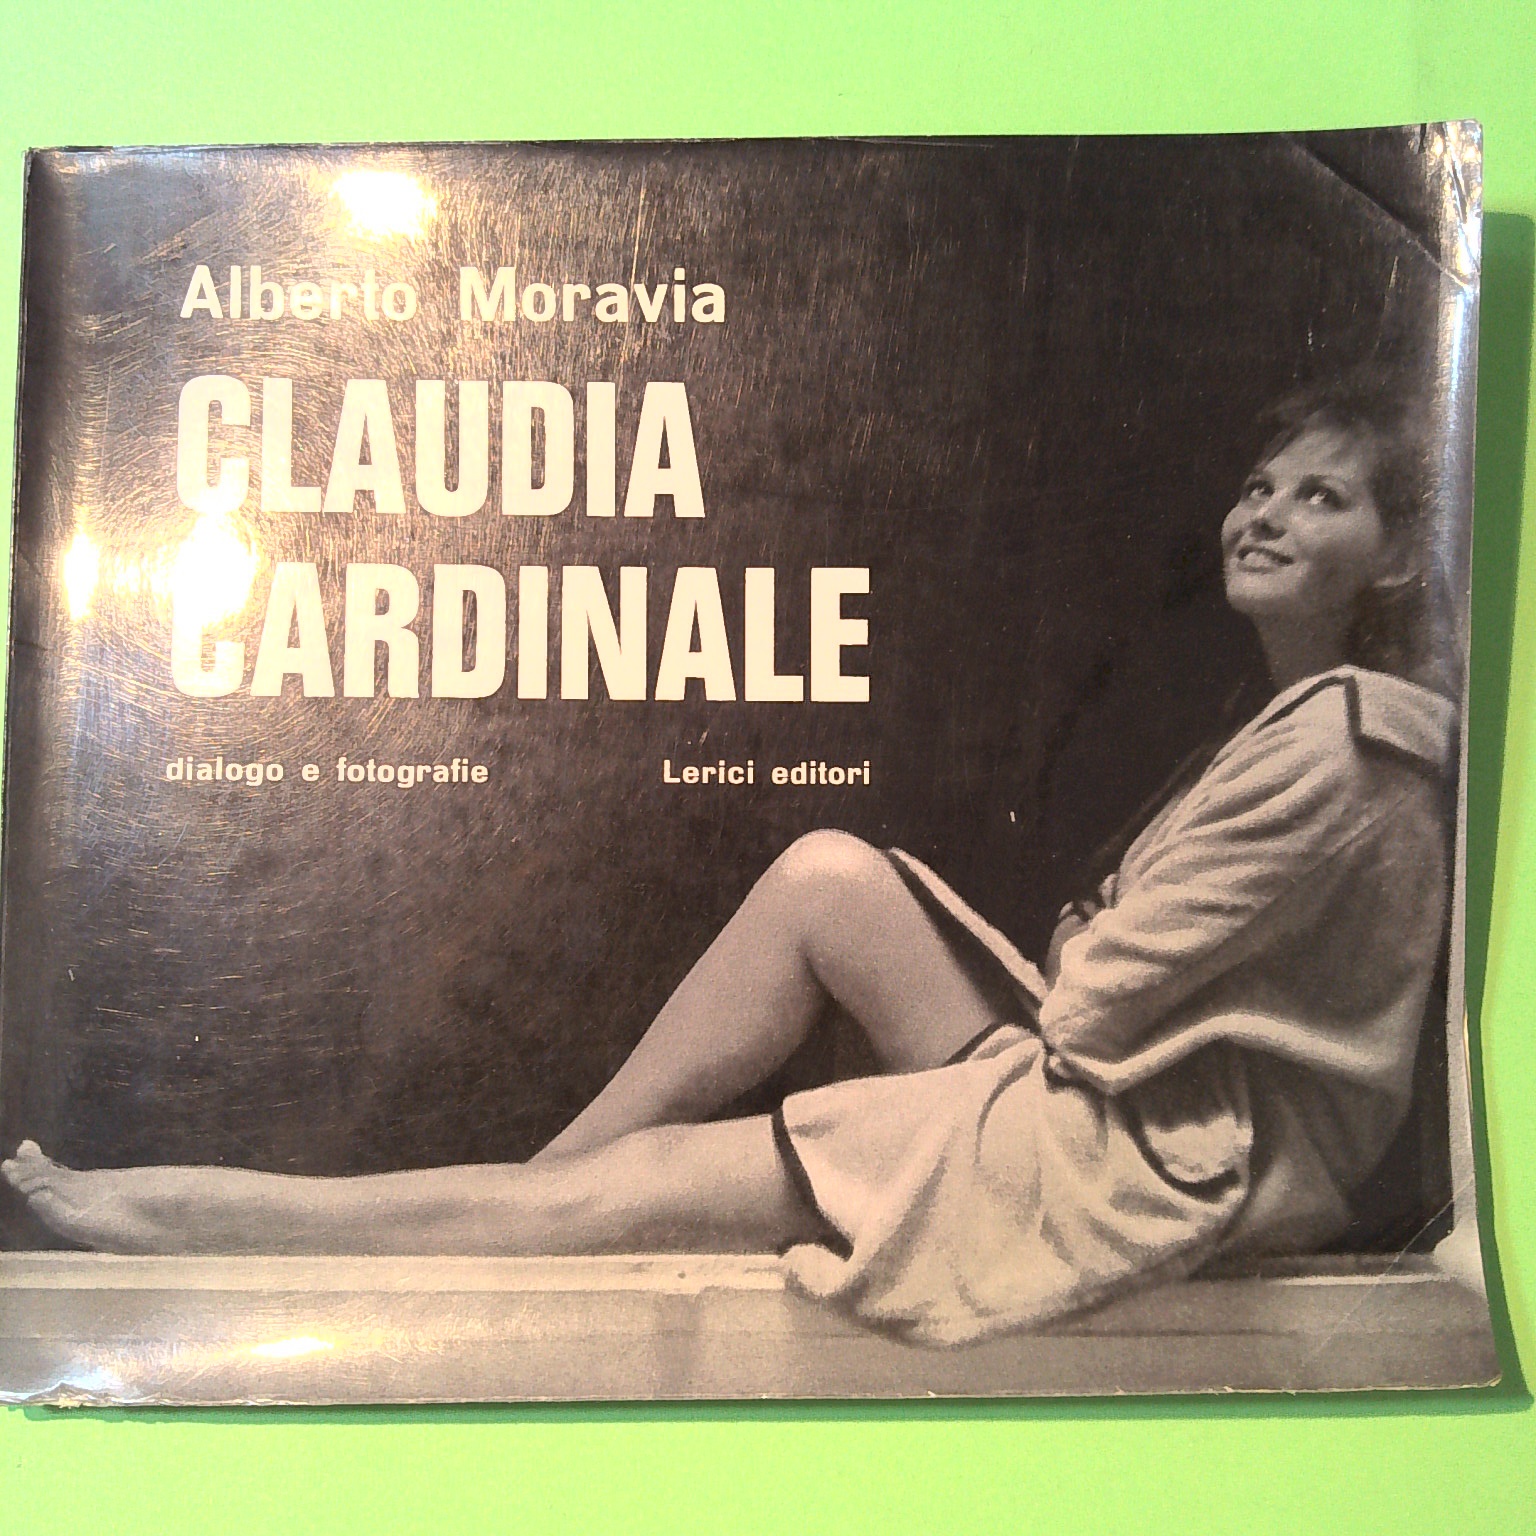 Alberto Moravia
CLAUDIA
CARDINALE
dialogo e fotografie Lerici editori